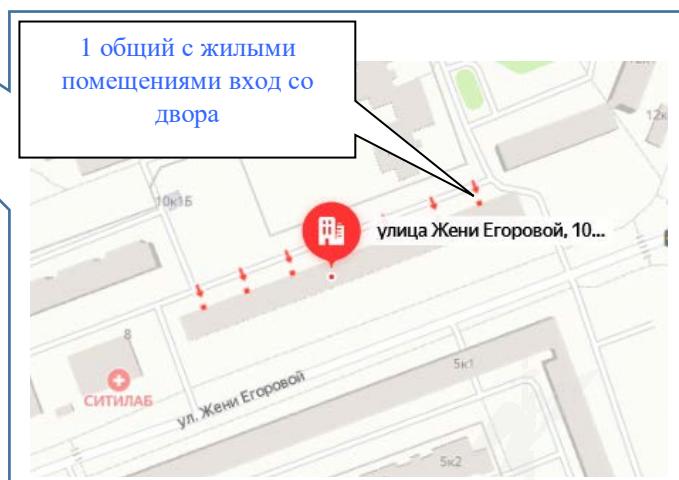 1 общий с жилыми
помещениями вход со
двора
10к1Б
улица Жени Егоровой, 10...
8
СИТИЛАБ
ул. Жени Егоровой
5к1
5к2